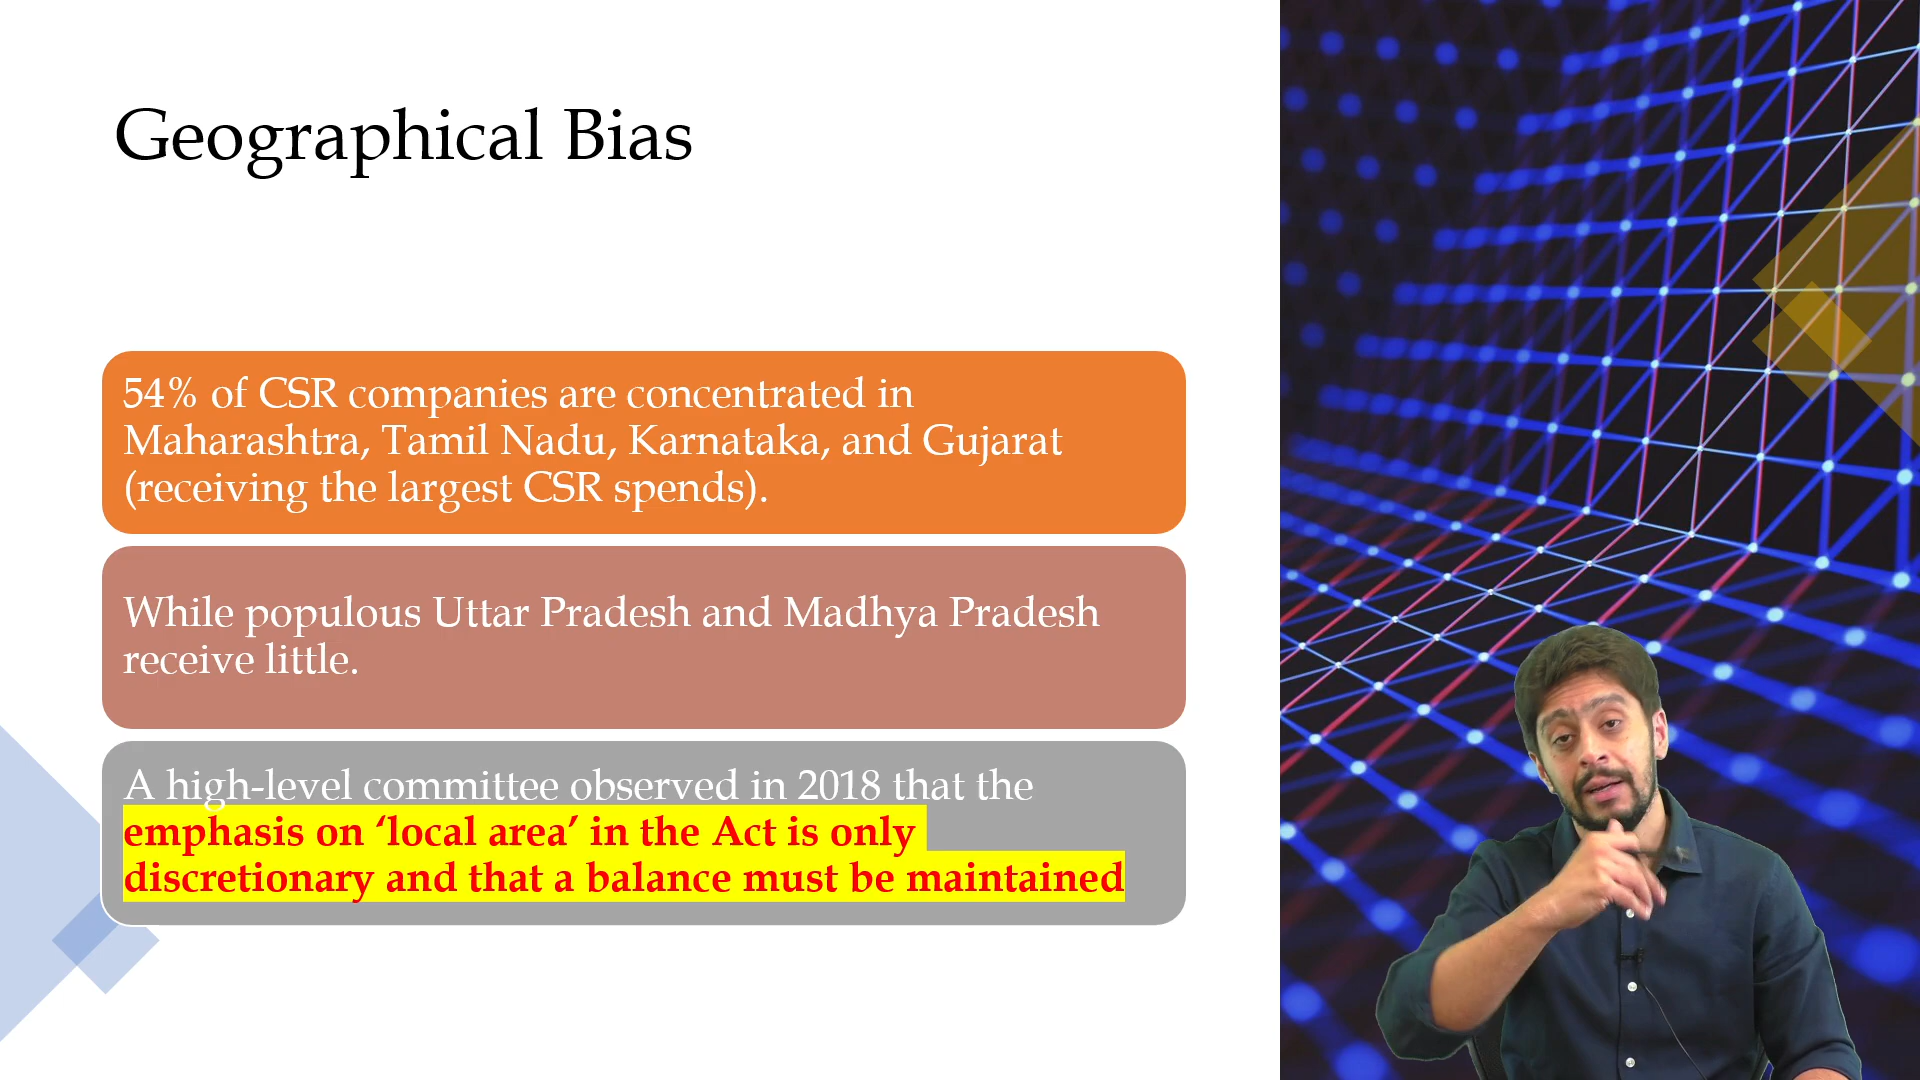 Geographical Bias
54% of CSR companies are concentrated in
Maharashtra, Tamil Nadu, Karnataka, and Gujarat
(receiving the largest CSR spends).
While populous Uttar Pradesh and Madhya Pradesh
receive little.
A high-level committee observed in 2018 that the
emphasis on ‘local area’ in the Act is only
discretionary and that a balance must be maintained